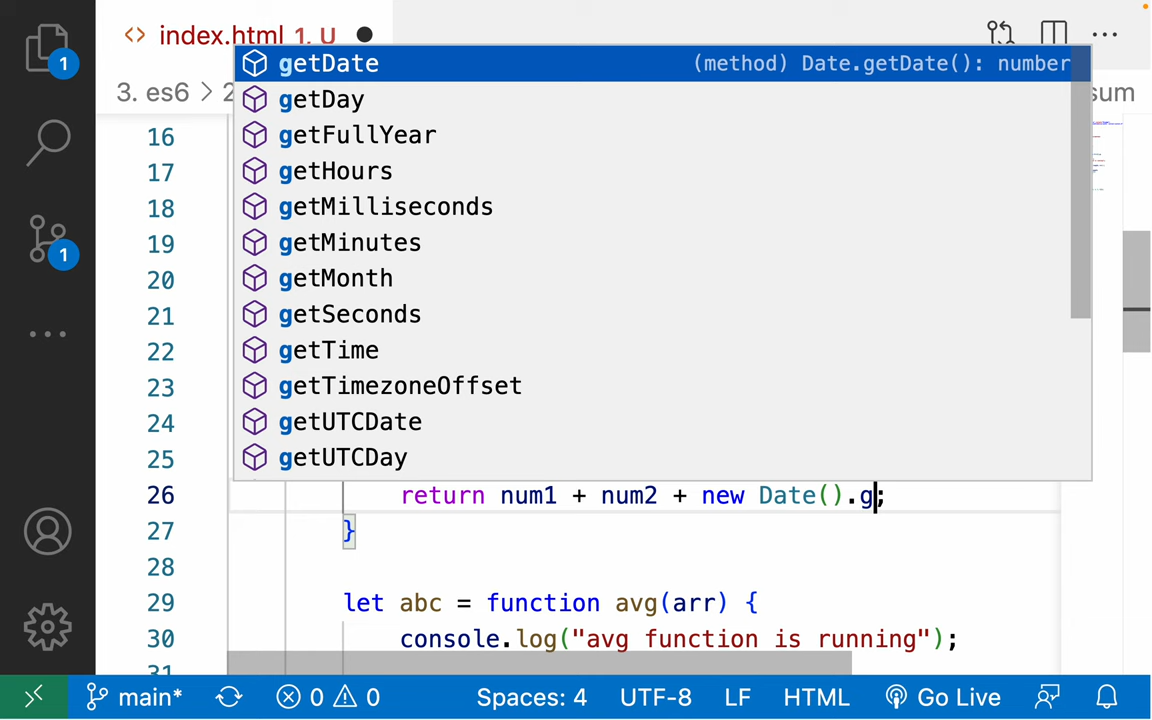 1
1
index.html 1, U
3. es6 > 2
sum
getDate (method) Date.getDate(): number
getDay
getFullYear
getHours
getMilliseconds
getMinutes
getMonth
getSeconds
getTime
getTimezoneOffset
getUTCDate
getUTCDay
16
17
18
19
20
21
22
23
24
25
26 return num1 + num2 + new Date().g;
27 }
28
29 let abc = function avg(arr) {
30 console.log("avg function is running");
31
main* 0 0 Spaces: 4 UTF-8 LF HTML Go Live